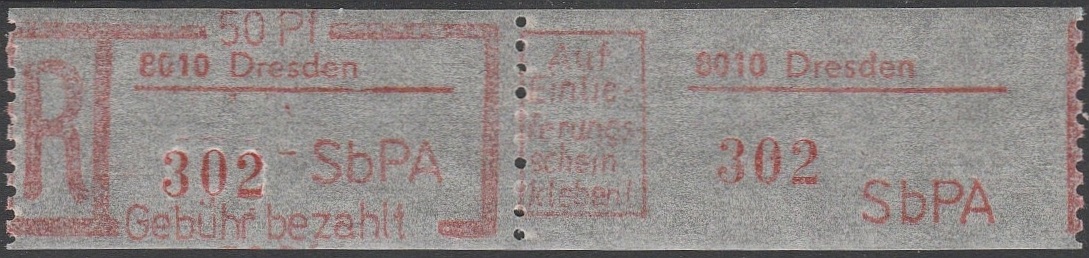 50 Pf
R
8010 Dresden
302 SbPA
Gebühr bezahlt
Auf
Einlie-
ferungs-
schein
kleben!
8010 Dresden
302
SbPA